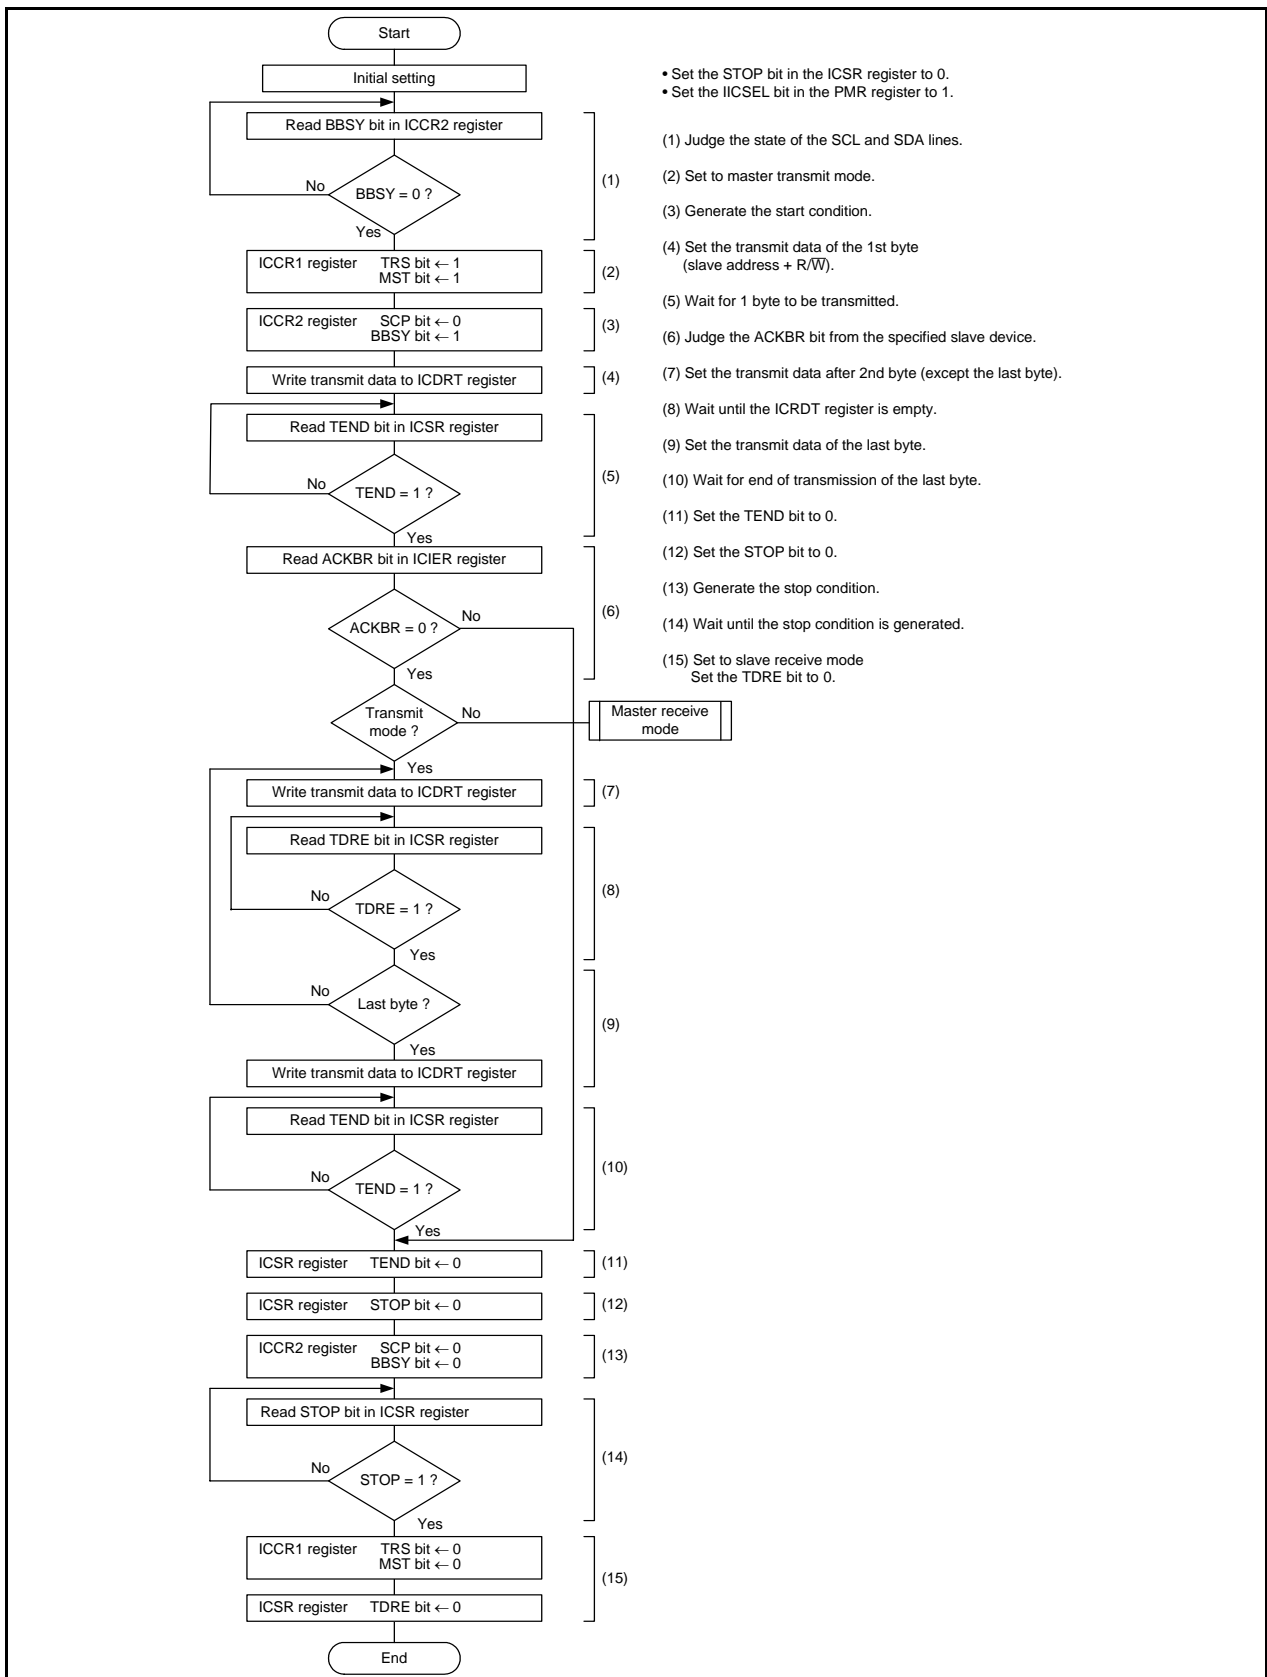 Start
Initial setting
• Set the STOP bit in the ICSR register to 0.
• Set the IICSEL bit in the PMR register to 1.
Read BBSY bit in ICCR2 register
BBSY = 0 ?
No
Yes
(1)
(1) Judge the state of the SCL and SDA lines.
(2) Set to master transmit mode.
(3) Generate the start condition.
(4) Set the transmit data of the 1st byte
(slave address + R/W̅).
(5) Wait for 1 byte to be transmitted.
(6) Judge the ACKBR bit from the specified slave device.
(7) Set the transmit data after 2nd byte (except the last byte).
(8) Wait until the ICRDT register is empty.
(9) Set the transmit data of the last byte.
(10) Wait for end of transmission of the last byte.
(11) Set the TEND bit to 0.
(12) Set the STOP bit to 0.
(13) Generate the stop condition.
(14) Wait until the stop condition is generated.
(15) Set to slave receive mode
Set the TDRE bit to 0.
ICCR1 register TRS bit ← 1
MST bit ← 1
(2)
ICCR2 register SCP bit ← 0
BBSY bit ← 1
(3)
Write transmit data to ICDRT register
(4)
Read TEND bit in ICSR register
No
TEND = 1 ?
(5)
Yes
Read ACKBR bit in ICIER register
ACKBR = 0 ?
No
(6)
Yes
Transmit
mode ?
No
Master receive
mode
Yes
Write transmit data to ICDRT register
(7)
Read TDRE bit in ICSR register
No
TDRE = 1 ?
(8)
Yes
No
Last byte ?
(9)
Yes
Write transmit data to ICDRT register
Read TEND bit in ICSR register
No
TEND = 1 ?
(10)
Yes
ICSR register TEND bit ← 0
(11)
ICSR register STOP bit ← 0
(12)
ICCR2 register SCP bit ← 0
BBSY bit ← 0
(13)
Read STOP bit in ICSR register
No
STOP = 1 ?
(14)
Yes
ICCR1 register TRS bit ← 0
MST bit ← 0
(15)
ICSR register TDRE bit ← 0
End